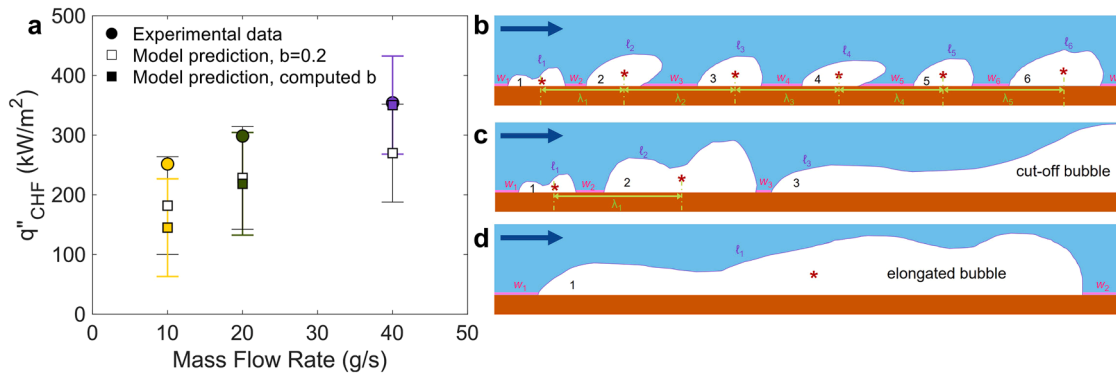 a
500
400
300
200
100
0
q"CHF (kW/m²)
Experimental data
Model prediction, b=0.2
Model prediction, computed b
0
10
20
30
40
50
Mass Flow Rate (g/s)
b
ℓ1
ℓ2
ℓ3
ℓ4
ℓ5
ℓ6
w1
1
w2
2
w3
3
w4
4
w5
5
w6
6
λ1
λ2
λ3
λ4
λ5
c
ℓ1
ℓ2
ℓ3
w1
1
w2
2
w3
3
cut-off bubble
λ1
d
ℓ1
w1
1
elongated bubble
w2